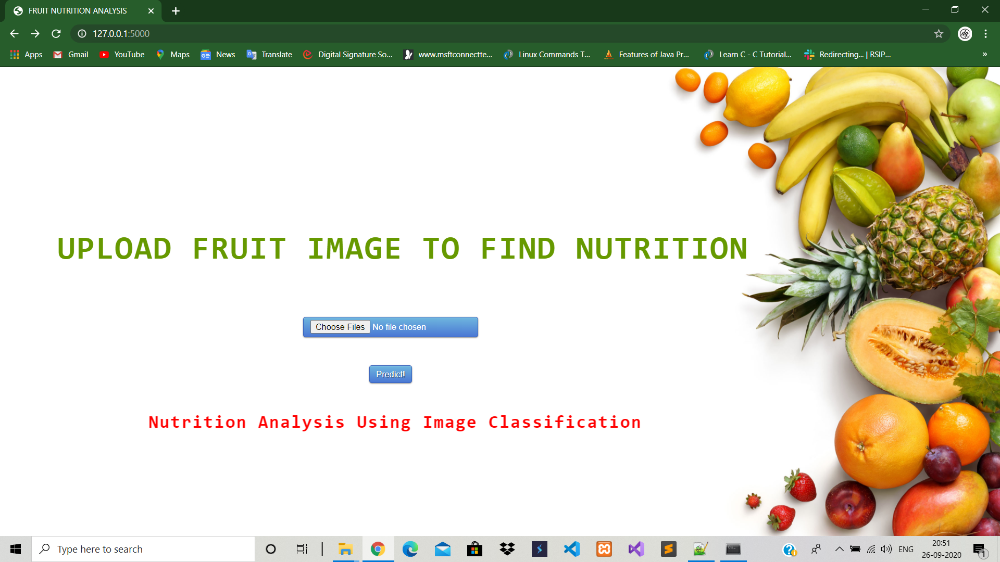 FRUIT NUTRITION ANALYSIS
127.0.0.1:5000
Apps Gmail YouTube Maps News Translate Digital Signature So... www.msftconnectte... Linux Commands T... Features of Java Pr... Learn C - C Tutorial... Redirecting... | RSIP... »
UPLOAD FRUIT IMAGE TO FIND NUTRITION
Choose Files No file chosen
Predict!
Nutrition Analysis Using Image Classification
Type here to search
ENG
20:51
26-09-2020
1